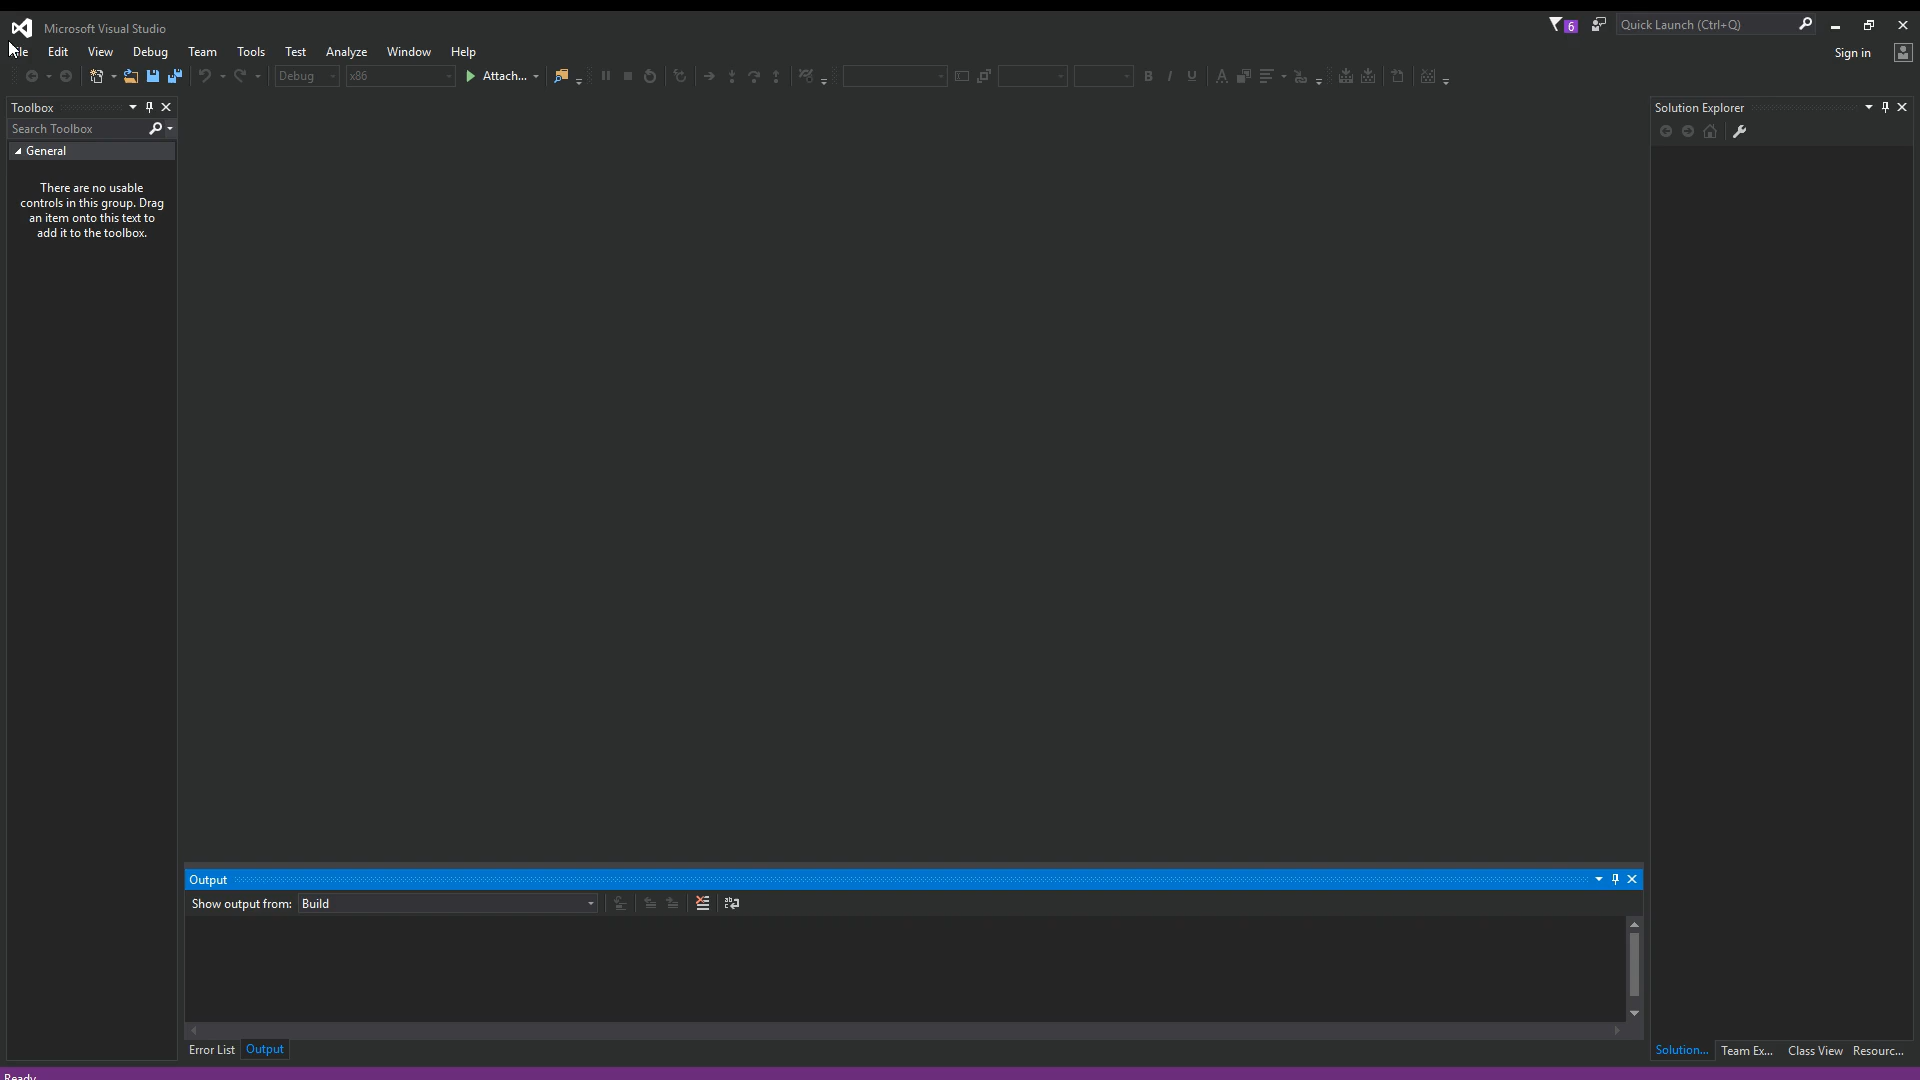 Microsoft Visual Studio
6
Quick Launch (Ctrl+Q)
Edit View Debug Team Tools Test Analyze Window Help
Sign in
Debug x86 Attach...
Toolbox
Search Toolbox
General
There are no usable
controls in this group. Drag
an item onto this text to
add it to the toolbox.
Solution Explorer
Output
Show output from: Build
Error List Output
Solution... Team Ex... Class View Resourc...
Ready